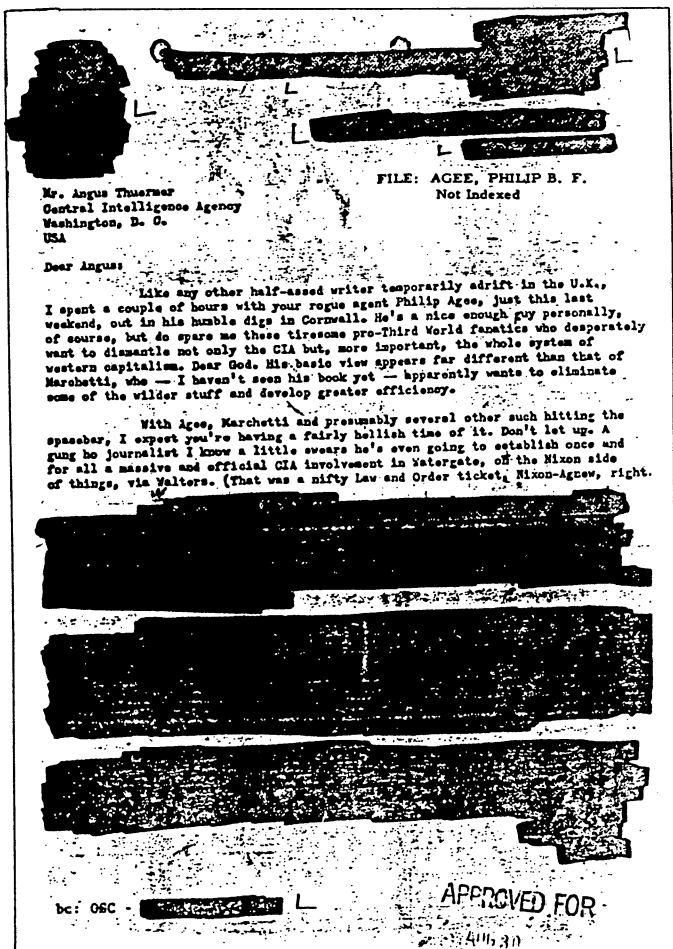 FILE: AGEE, PHILIP B. F.
Not Indexed
Mr. Angus Thuermer
Central Intelligence Agency
Washington, D. C.
USA
Dear Angus:
Like any other half-assed writer temporarily adrift in the U.K.,
I spent a couple of hours with your rogue agent Philip Agee, just this last
weekend, out in his humble digs in Cornwall. He's a nice enough guy personally,
of course, but do spare me these tiresome pro-Third World fanatics who desperately
want to dismantle not only the CIA but, more important, the whole system of
western capitalism. Dear God. His basic view appears far different than that of
Marchetti, who — I haven't seen his book yet — apparently wants to eliminate
some of the wilder stuff and develop greater efficiency.
With Agee, Marchetti and presumably several other such hitting the
spacebar, I expect you're having a fairly hellish time of it. Don't let up. A
gung ho journalist I know a little swears he's even going to establish once and
for all a massive and official CIA involvement in Watergate, on the Nixon side
of things, via Walters. (That was a nifty Law and Order ticket, Nixon-Agnew, right.
bc: OGC -
APPROVED FOR
AUG 30